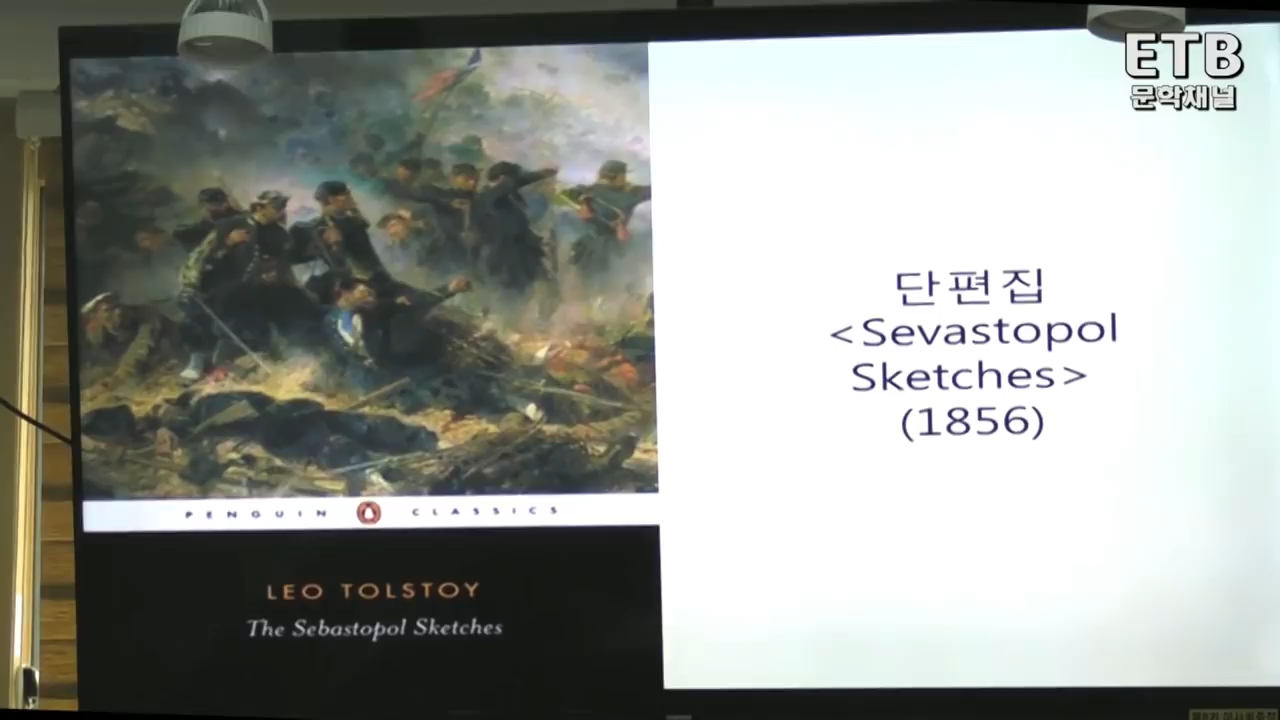 ETB
문학채널
단편집
<Sevastopol
Sketches>
(1856)
PENGUIN CLASSICS
LEO TOLSTOY
The Sebastopol Sketches